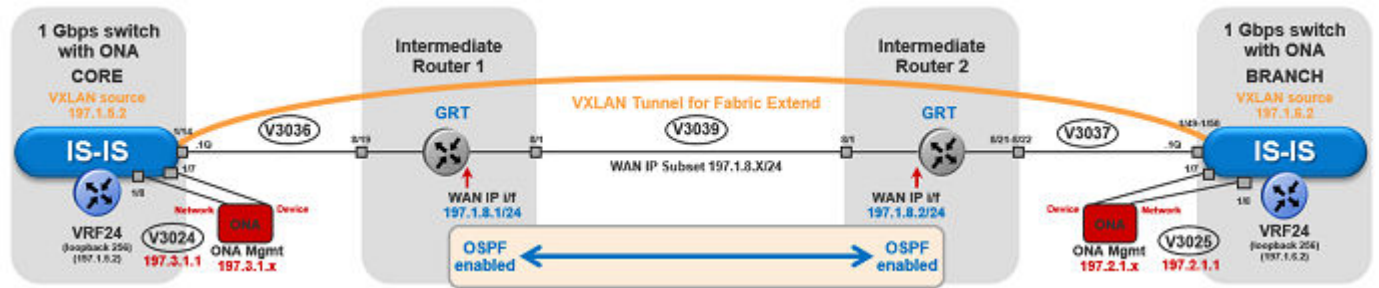 1 Gbps switch
with ONA
CORE
VXLAN source
197.1.5.2
IS-IS
1/7
1/8
VRF24
(loopback 256)
(197.1.5.2)
V3024
197.3.1.1
Network
Device
ONA
ONA Mgmt
197.3.1.x
.1Q
V3036
Intermediate
Router 1
GRT
8/19
8/1
WAN IP i/f
197.1.8.1/24
VXLAN Tunnel for Fabric Extend
V3039
WAN IP Subset 197.1.8.X/24
OSPF
enabled
OSPF
enabled
Intermediate
Router 2
GRT
8/1
8/21-8/22
WAN IP i/f
197.1.8.2/24
V3037
1 Gbps switch
with ONA
BRANCH
VXLAN source
197.1.6.2
1/49-1/50
.1Q
IS-IS
1/7
Device
Network
ONA
ONA Mgmt
197.2.1.x
V3025
197.2.1.1
VRF24
(loopback 256)
(197.1.6.2)